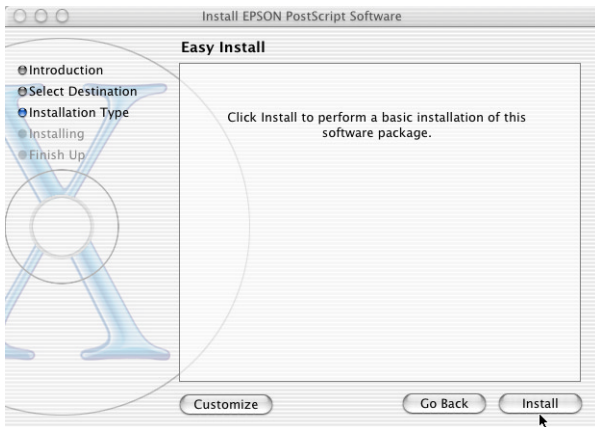 Install EPSON PostScript Software
Easy Install
Introduction
Select Destination
Installation Type
Installing
Finish Up
Click Install to perform a basic installation of this
software package.
Customize
Go Back
Install